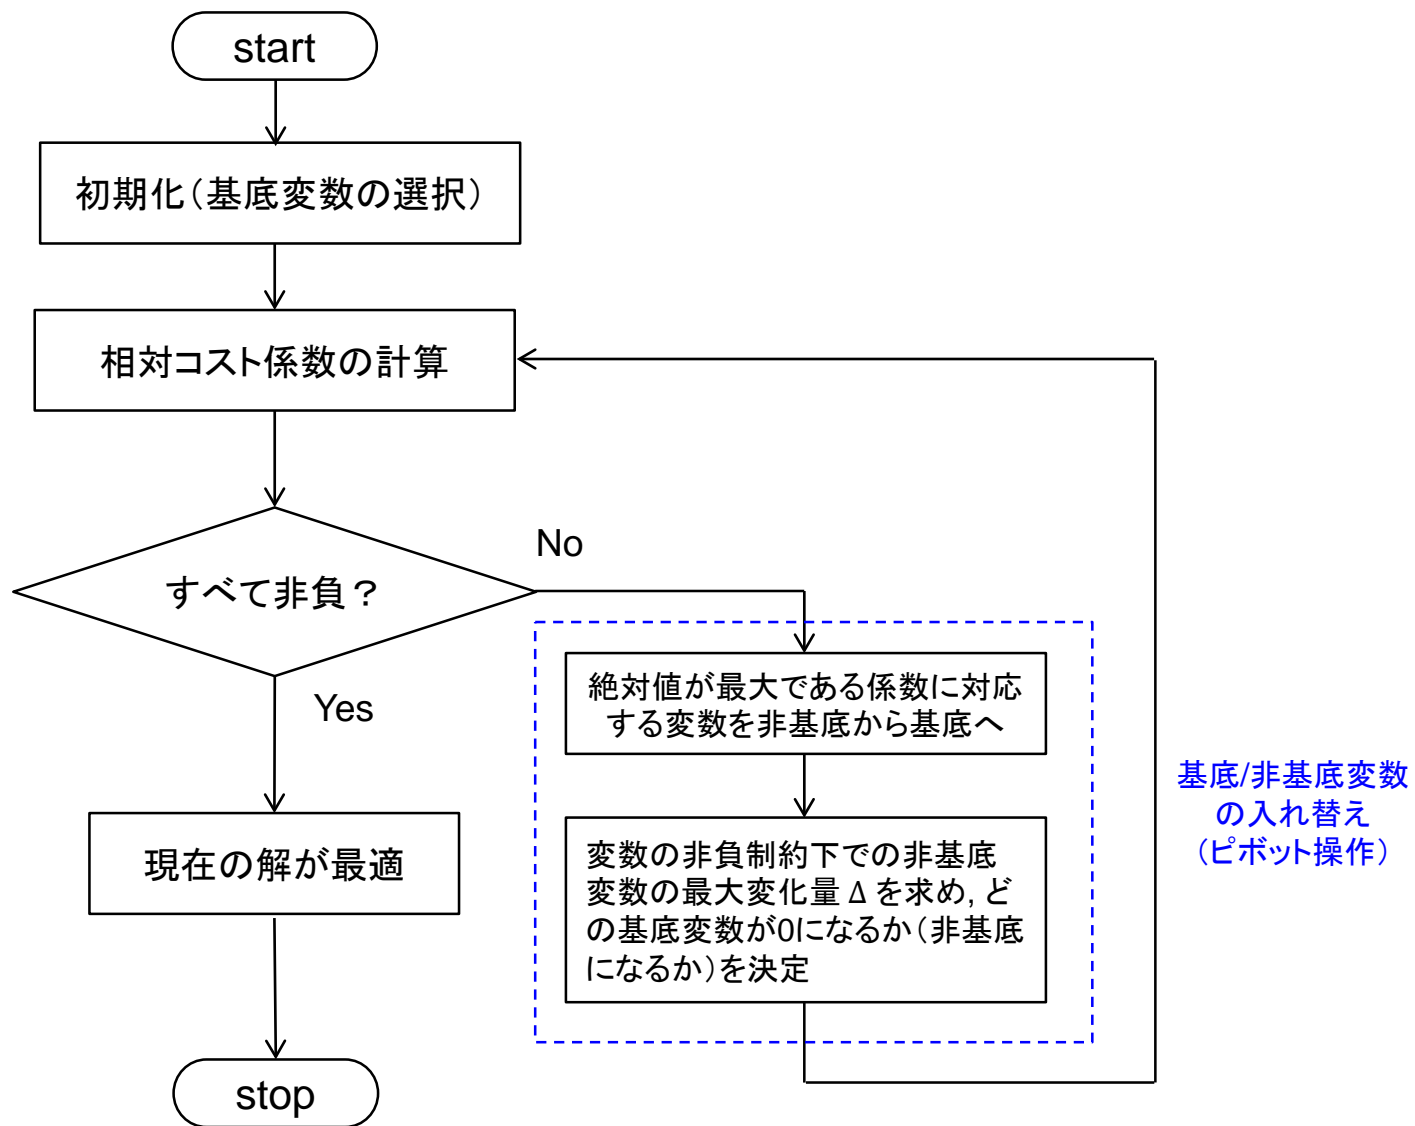 start
初期化（基底変数の選択）
相対コスト係数の計算
すべて非負？
No
Yes
絶対値が最大である係数に対応
する変数を非基底から基底へ
変数の非負制約下での非基底
変数の最大変化量 Δ を求め, ど
の基底変数が0になるか（非基底
になるか）を決定
基底/非基底変数
の入れ替え
（ピボット操作）
現在の解が最適
stop